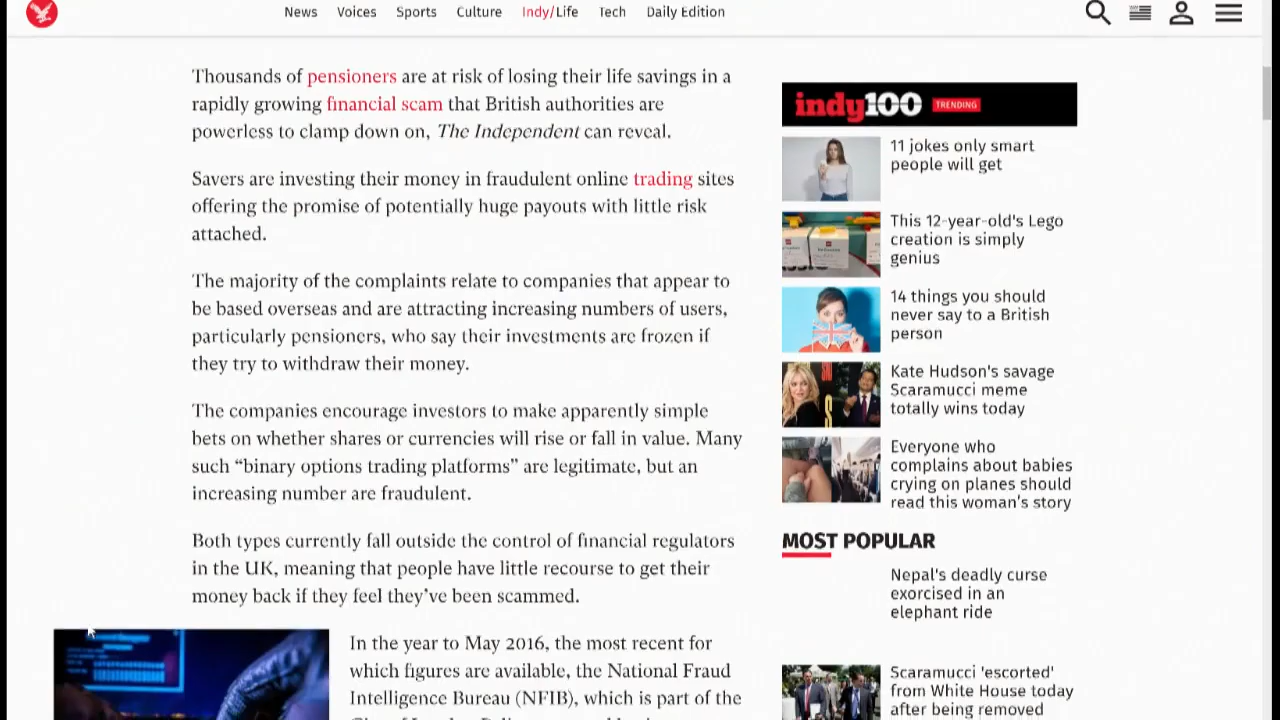 News Voices Sports Culture Indy/Life Tech Daily Edition
Thousands of pensioners are at risk of losing their life savings in a
rapidly growing financial scam that British authorities are
powerless to clamp down on, The Independent can reveal.
Savers are investing their money in fraudulent online trading sites
offering the promise of potentially huge payouts with little risk
attached.
The majority of the complaints relate to companies that appear to
be based overseas and are attracting increasing numbers of users,
particularly pensioners, who say their investments are frozen if
they try to withdraw their money.
The companies encourage investors to make apparently simple
bets on whether shares or currencies will rise or fall in value. Many
such “binary options trading platforms” are legitimate, but an
increasing number are fraudulent.
Both types currently fall outside the control of financial regulators
in the UK, meaning that people have little recourse to get their
money back if they feel they’ve been scammed.
In the year to May 2016, the most recent for
which figures are available, the National Fraud
Intelligence Bureau (NFIB), which is part of the
indy100 TRENDING
11 jokes only smart
people will get
This 12-year-old's Lego
creation is simply
genius
14 things you should
never say to a British
person
Kate Hudson's savage
Scaramucci meme
totally wins today
Everyone who
complains about babies
crying on planes should
read this woman's story
MOST POPULAR
Nepal's deadly curse
exorcised in an
elephant ride
Scaramucci 'escorted'
from White House today
after being removed